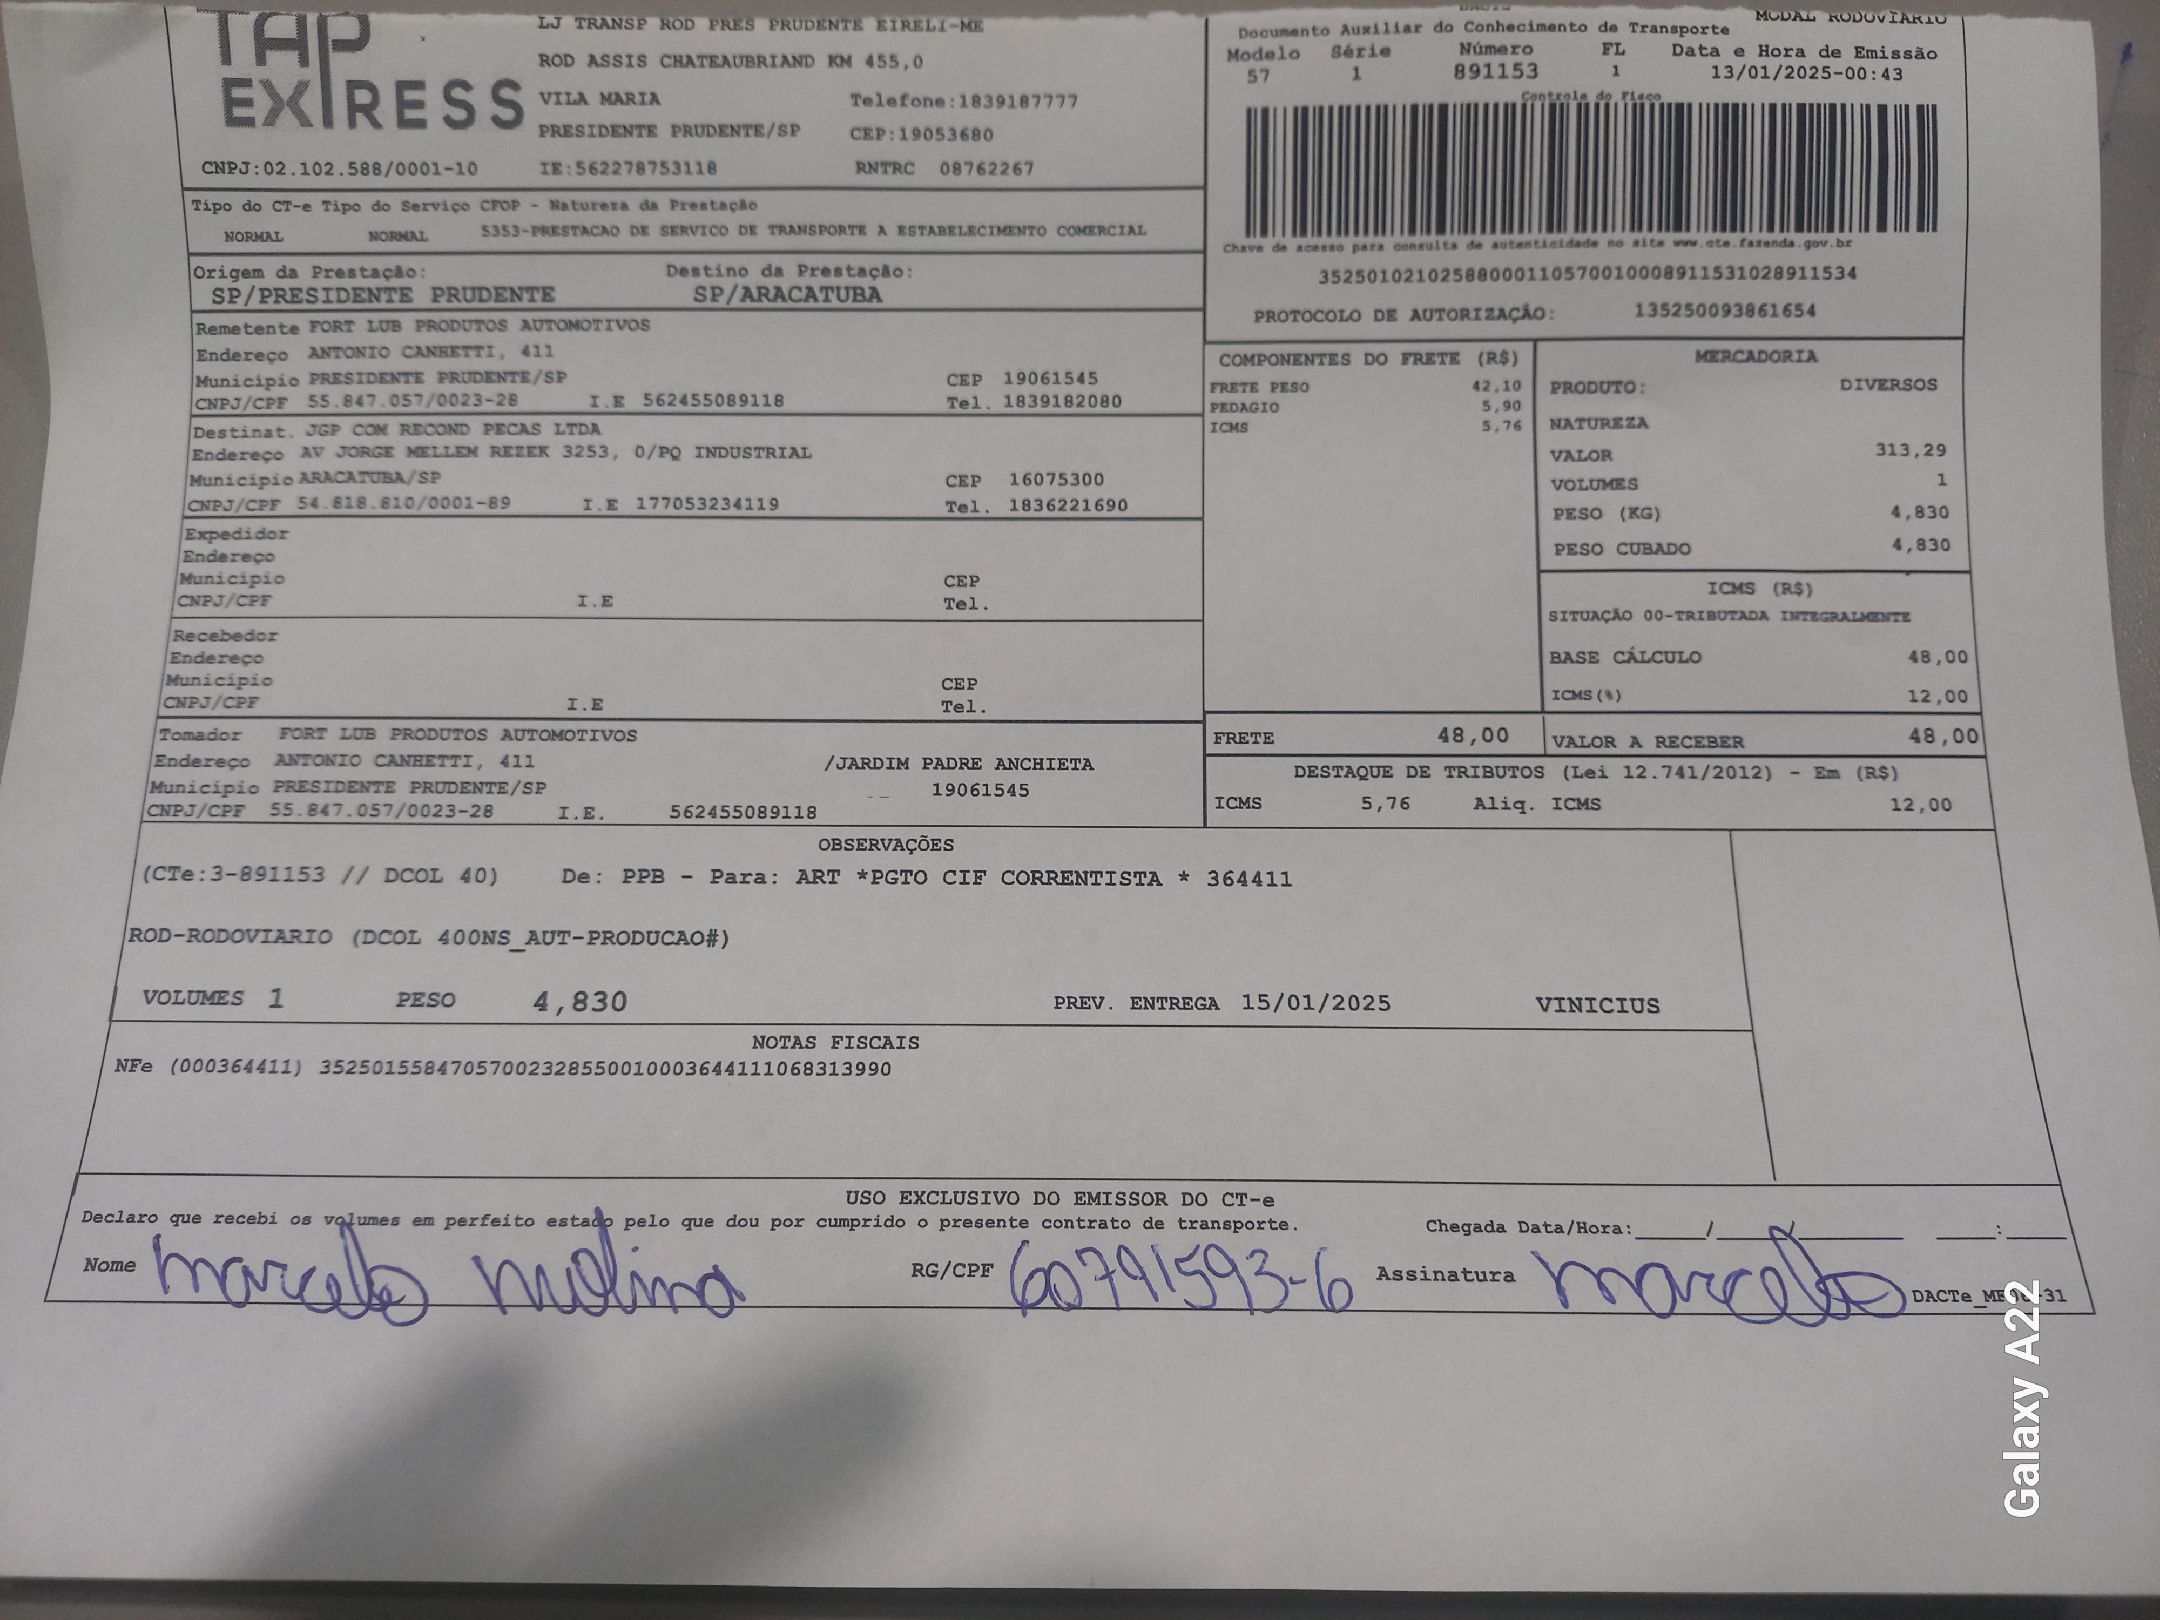 TAP
EXPRESS
CNPJ:02.102.588/0001-10
LJ TRANSP ROD PRES PRUDENTE EIRELI-ME
ROD ASSIS CHATEAUBRIAND KM 455,0
VILA MARIA Telefone:1839187777
PRESIDENTE PRUDENTE/SP CEP:19053680
IE:562278753118 RNTRC 08762267
MODAL RODOVIARIO
Documento Auxiliar do Conhecimento de Transporte
Modelo Série Número FL Data e Hora de Emissão
57 1 891153 1 13/01/2025-00:43
Controle do Fisco
Chave de acesso para consulta de autenticidade no site www.cte.fazenda.gov.br
35250102102588000110570010008911531028911534
PROTOCOLO DE AUTORIZAÇÃO: 135250093861654
Tipo do CT-e Tipo do Serviço CFOP - Natureza da Prestação
NORMAL NORMAL 5353-PRESTACAO DE SERVICO DE TRANSPORTE A ESTABELECIMENTO COMERCIAL
Origem da Prestação: Destino da Prestação:
SP/PRESIDENTE PRUDENTE SP/ARACATUBA
Remetente FORT LUB PRODUTOS AUTOMOTIVOS
Endereço ANTONIO CANHETTI, 411
Município PRESIDENTE PRUDENTE/SP CEP 19061545
CNPJ/CPF 55.847.057/0023-28 I.E 562455089118 Tel. 1839182080
Destinat. JGP COM RECOND PECAS LTDA
Endereço AV JORGE MELLEM REZEK 3253, 0/PQ INDUSTRIAL
Município ARACATUBA/SP CEP 16075300
CNPJ/CPF 54.818.810/0001-89 I.E 177053234119 Tel. 1836221690
Expedidor
Endereço
Município CEP
CNPJ/CPF I.E Tel.
Recebedor
Endereço
Município CEP
CNPJ/CPF I.E Tel.
Tomador FORT LUB PRODUTOS AUTOMOTIVOS
Endereço ANTONIO CANHETTI, 411 /JARDIM PADRE ANCHIETA
Município PRESIDENTE PRUDENTE/SP 19061545
CNPJ/CPF 55.847.057/0023-28 I.E. 562455089118
COMPONENTES DO FRETE (R$)
FRETE PESO 42,10
PEDAGIO 5,90
ICMS 5,76
MERCADORIA
PRODUTO: DIVERSOS
NATUREZA
VALOR 313,29
VOLUMES 1
PESO (KG) 4,830
PESO CUBADO 4,830
ICMS (R$)
SITUAÇÃO 00-TRIBUTADA INTEGRALMENTE
BASE CÁLCULO 48,00
ICMS(%) 12,00
FRETE 48,00 VALOR A RECEBER 48,00
DESTAQUE DE TRIBUTOS (Lei 12.741/2012) - Em (R$)
ICMS 5,76 Aliq. ICMS 12,00
OBSERVAÇÕES
(CTe:3-891153 // DCOL 40) De: PPB - Para: ART *PGTO CIF CORRENTISTA * 364411
ROD-RODOVIARIO (DCOL 400NS_AUT-PRODUCAO#)
VOLUMES 1 PESO 4,830 PREV. ENTREGA 15/01/2025 VINICIUS
NOTAS FISCAIS
NFe (000364411) 35250155847057002328550010003644111068313990
USO EXCLUSIVO DO EMISSOR DO CT-e
Declaro que recebi os volumes em perfeito estado pelo que dou por cumprido o presente contrato de transporte. Chegada Data/Hora:_____/_____/_____ _____:_____
Nome marcelo molina RG/CPF 60791593-6 Assinatura marcelo
Galaxy A22